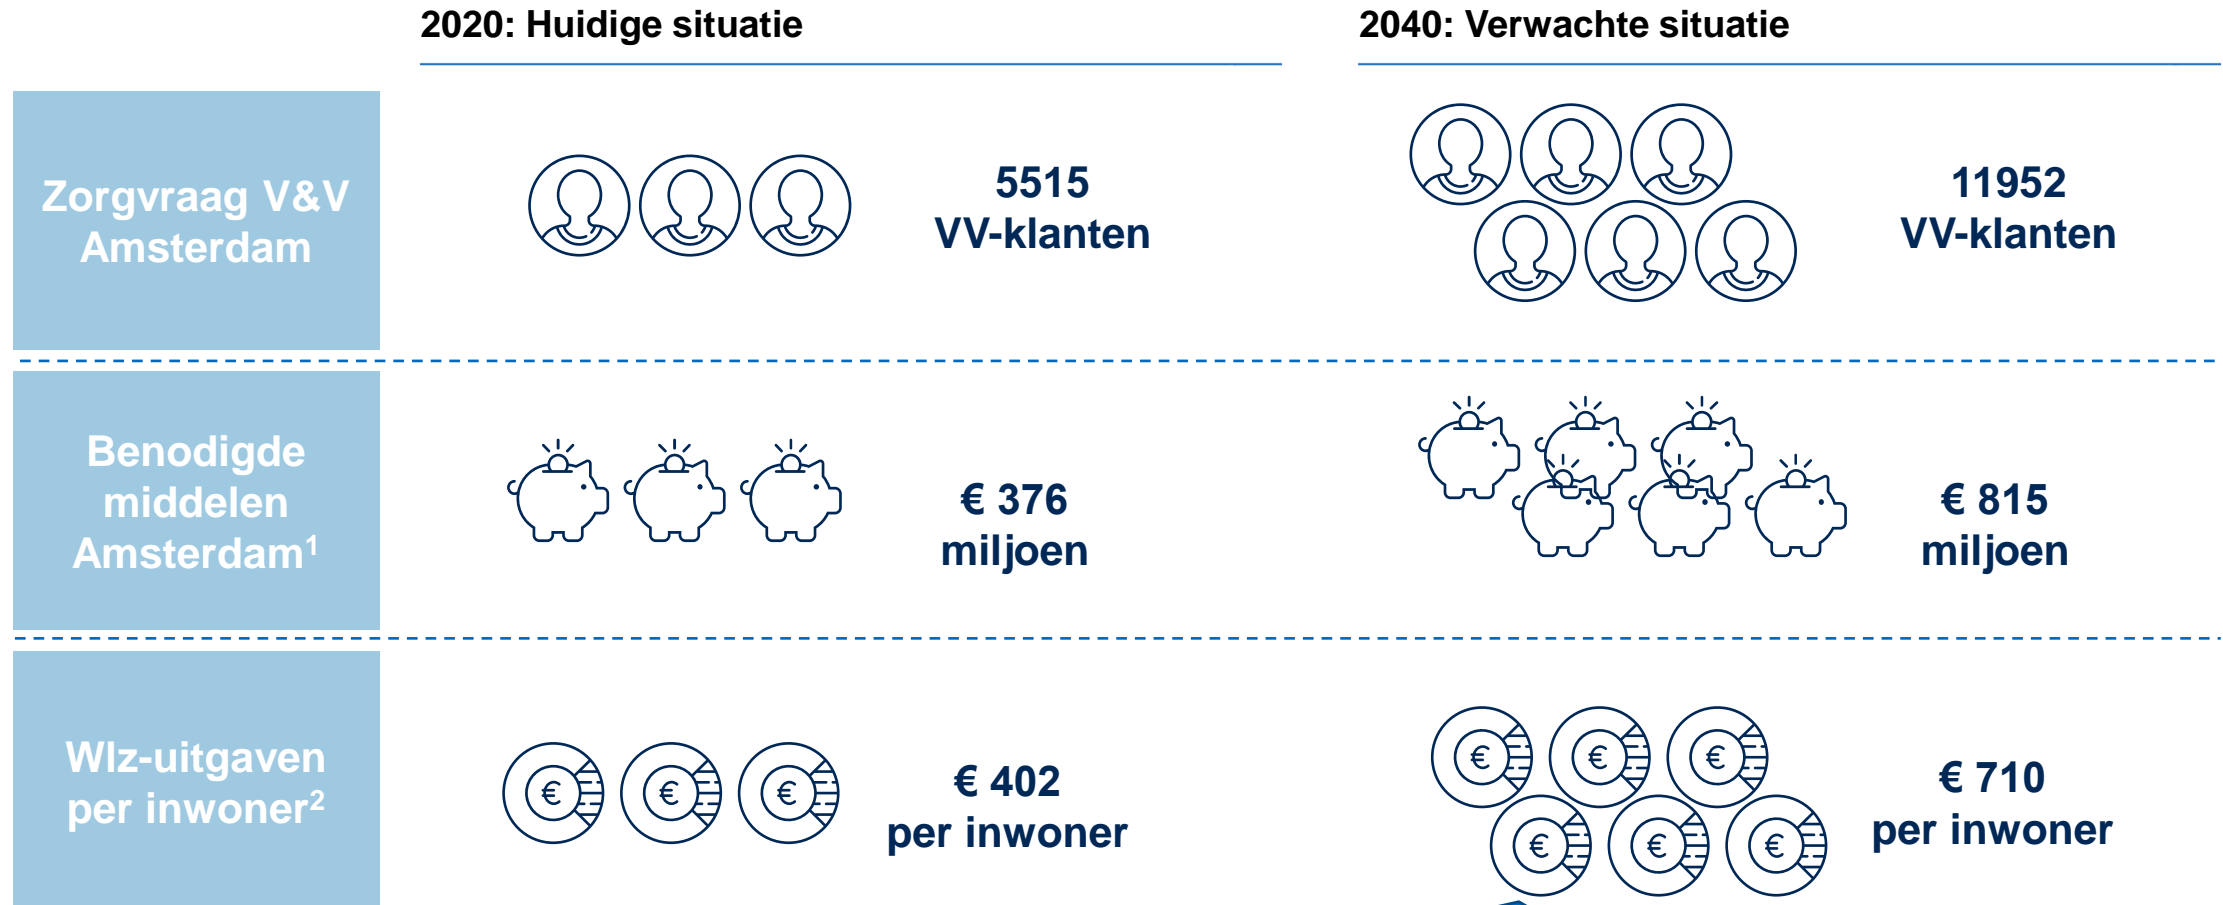 2020: Huidige situatie
2040: Verwachte situatie
Zorgvraag V&V
Amsterdam
5515
VV-klanten
11952
VV-klanten
Benodigde
middelen
Amsterdam¹
€ 376
miljoen
€ 815
miljoen
Wlz-uitgaven
per inwoner²
€ € €
€ 402
per inwoner
€ € €
€ € €
€ 710
per inwoner